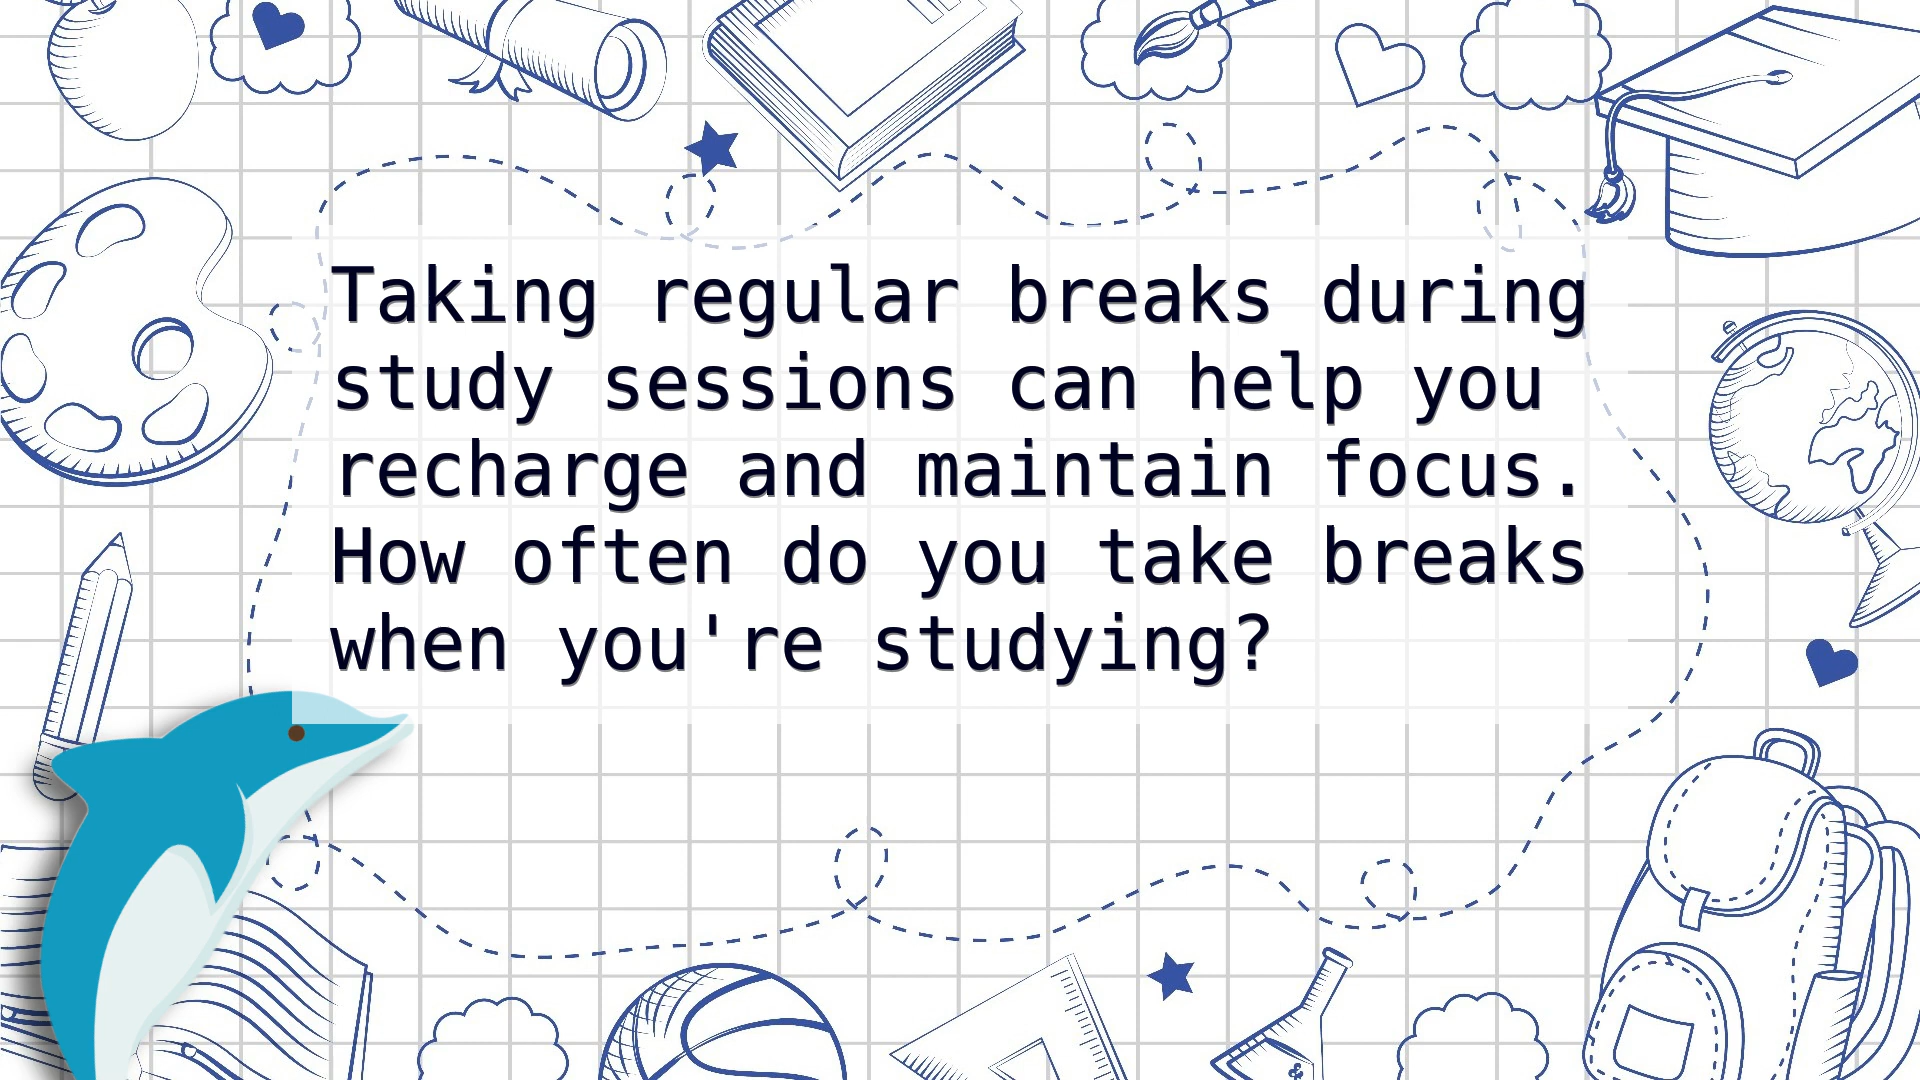 Taking regular breaks during
study sessions can help you
recharge and maintain focus.
How often do you take breaks
when you're studying?